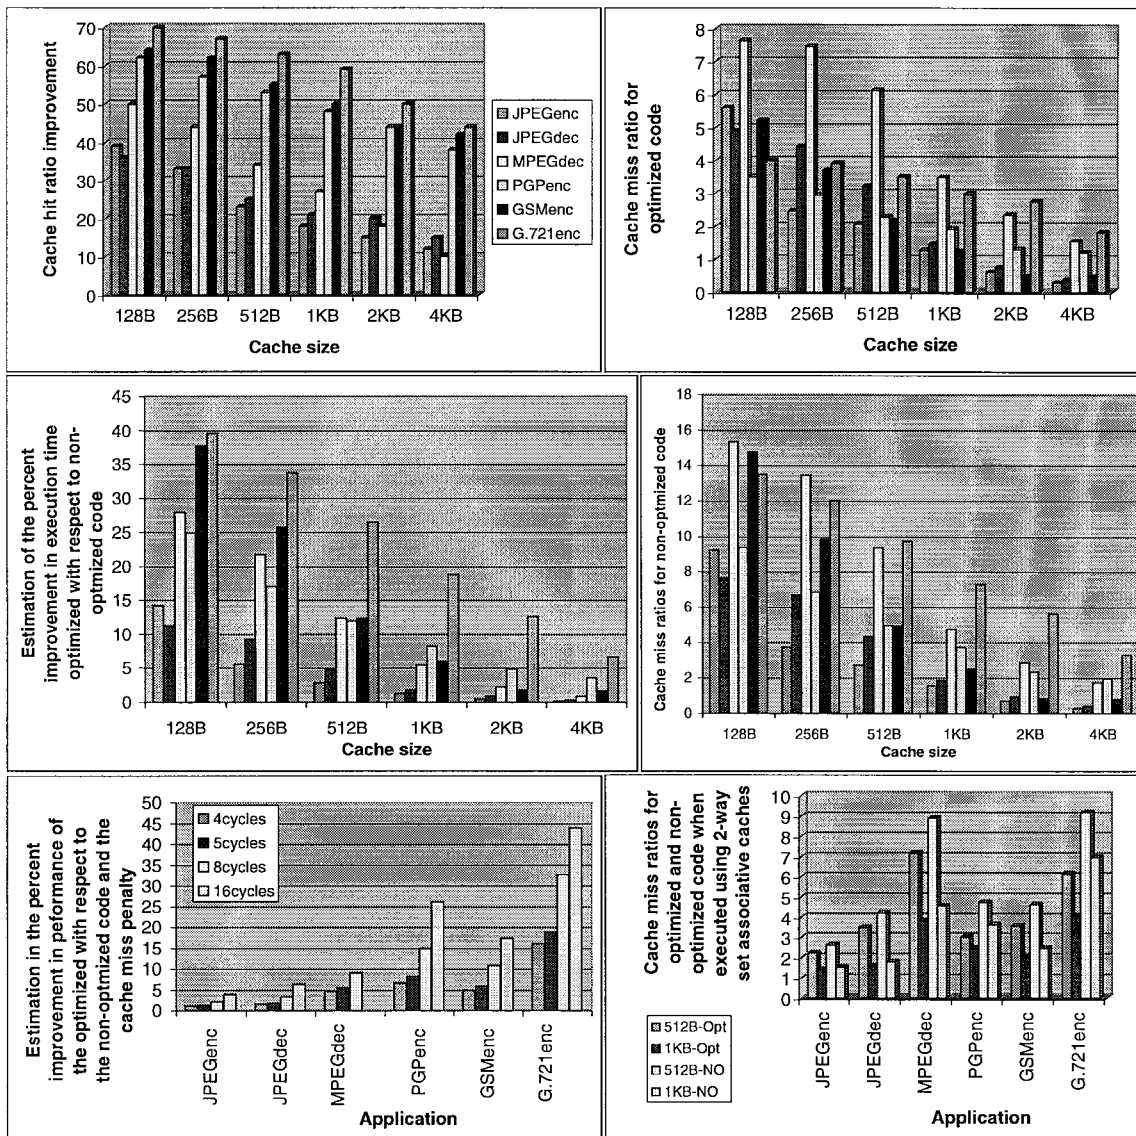 Cache hit ratio improvement
70
60
50
40
30
20
10
0
128B 256B 512B 1KB 2KB 4KB
Cache size
JPEGenc
JPEGdec
MPEGdec
PGPenc
GSMenc
G.721enc
Cache miss ratio for
optimized code
8
7
6
5
4
3
2
1
0
128B 256B 512B 1KB 2KB 4KB
Cache size
Estimation of the percent
improvement in execution time
optimized with respect to non-
optmized code
45
40
35
30
25
20
15
10
5
0
128B 256B 512B 1KB 2KB 4KB
Cache size
Cache miss ratios for non-optmized code
18
16
14
12
10
8
6
4
2
0
128B 256B 512B 1KB 2KB 4KB
Cache size
Estimation in the percent
improvement in peformance of
the optimized with respect to
the non-optmized code and the
cache miss penalty
50
45
40
35
30
25
20
15
10
5
0
4cycles
5cycles
8cycles
16cycles
JPEGenc
JPEGdec
MPEGdec
PGPenc
GSMenc
G.721enc
Application
Cache miss ratios for
optimized and non-
optimized code when
executed using 2-way
set associative caches
10
9
8
7
6
5
4
3
2
1
0
512B-Opt
1KB-Opt
512B-NO
1KB-NO
JPEGenc
JPEGdec
MPEGdec
PGPenc
GSMenc
G.721enc
Application